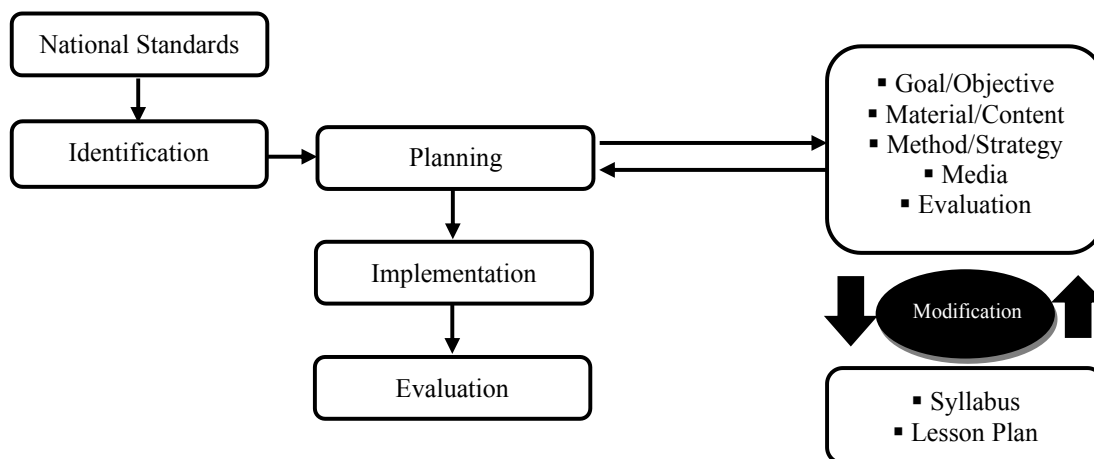 National Standards
Identification
Planning
Implementation
Evaluation
▪ Goal/Objective
▪ Material/Content
▪ Method/Strategy
▪ Media
▪ Evaluation
Modification
▪ Syllabus
▪ Lesson Plan